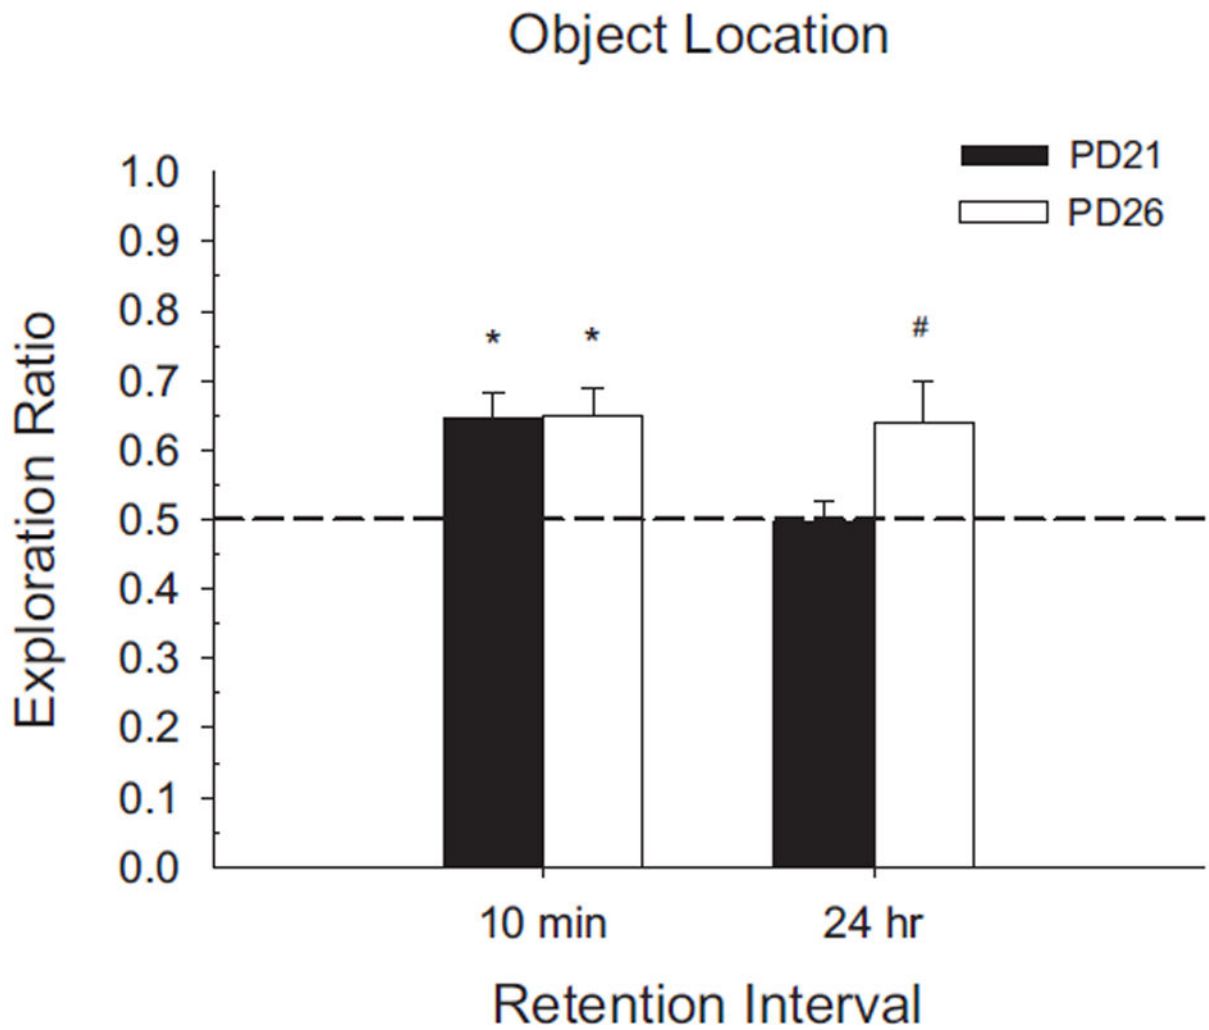 Object Location
PD21
PD26
1.0
0.9
0.8
0.7
0.6
0.5
0.4
0.3
0.2
0.1
0.0
Exploration Ratio
* * #
10 min 24 hr
Retention Interval